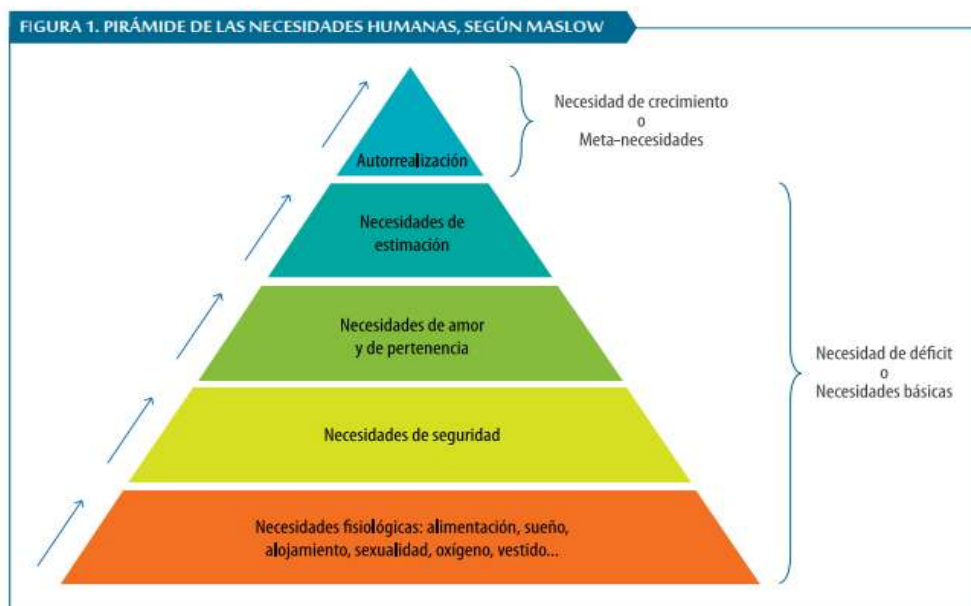 FIGURA 1. PIRÁMIDE DE LAS NECESIDADES HUMANAS, SEGÚN MASLOW
Necesidad de crecimiento
o
Meta-necesidades
Autorrealización
Necesidades de
estimación
Necesidades de amor
y de pertenencia
Necesidad de déficit
o
Necesidades básicas
Necesidades de seguridad
Necesidades fisiológicas: alimentación, sueño,
alojamiento, sexualidad, oxígeno, vestido...